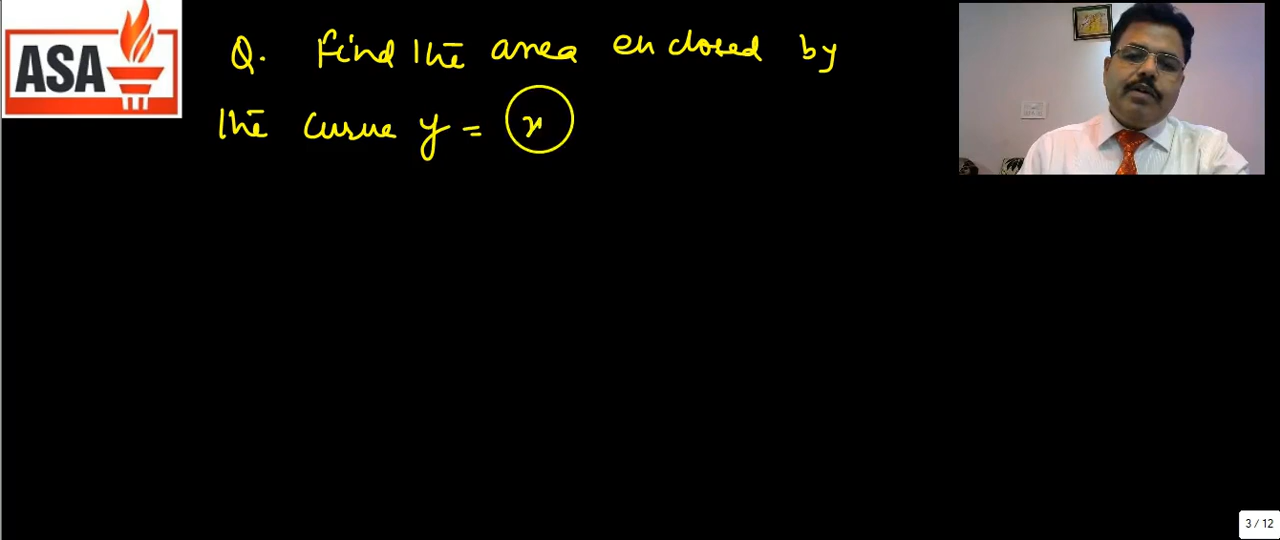 ASA
Q. Find the area enclosed by
the curve y = x
3 / 12